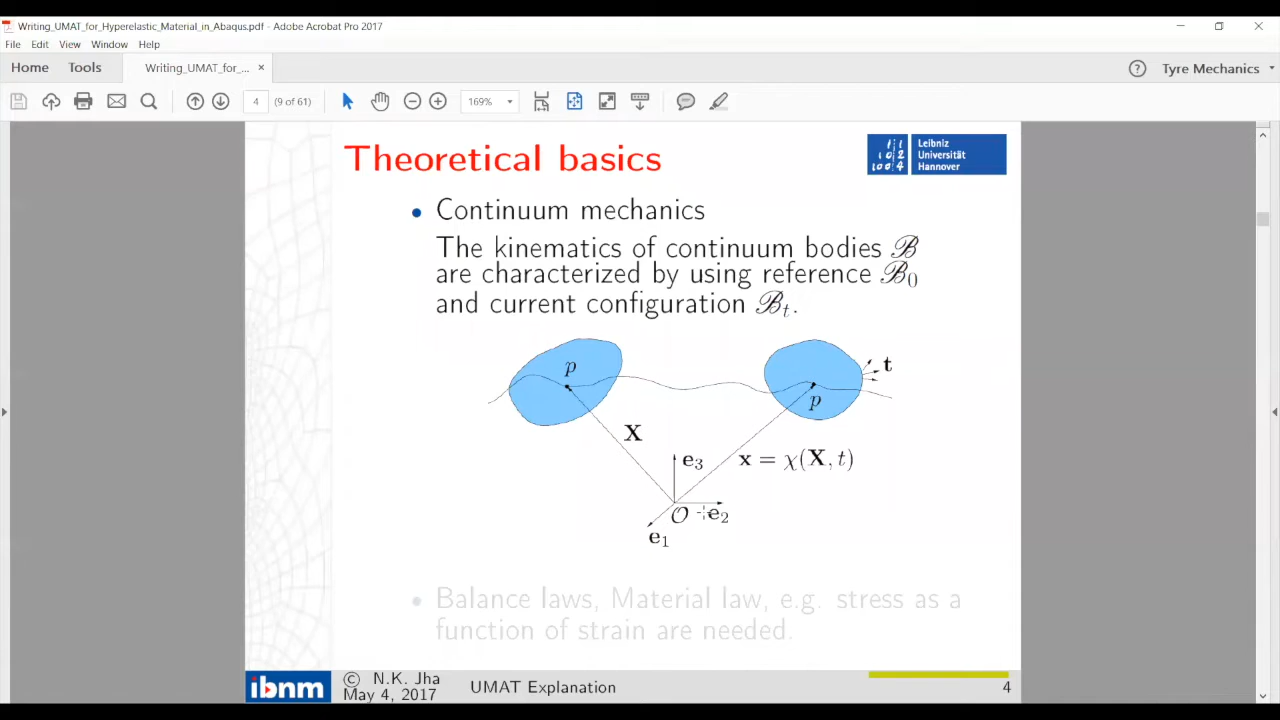 Writing_UMAT_for_Hyperelastic_Material_in_Abaqus.pdf - Adobe Acrobat Pro 2017
File Edit View Window Help
Home Tools Writing_UMAT_for_... × Tyre Mechanics
4 (9 of 61) 169%
Theoretical basics
Leibniz
Universität
Hannover
• Continuum mechanics
The kinematics of continuum bodies ℬ
are characterized by using reference ℬ₀
and current configuration ℬₜ.
p
t
p
X
e₃
x = χ(X, t)
O e₂
e₁
• Balance laws, Material law, e.g. stress as a
function of strain are needed.
ibnm
© N.K. Jha
May 4, 2017
UMAT Explanation
4